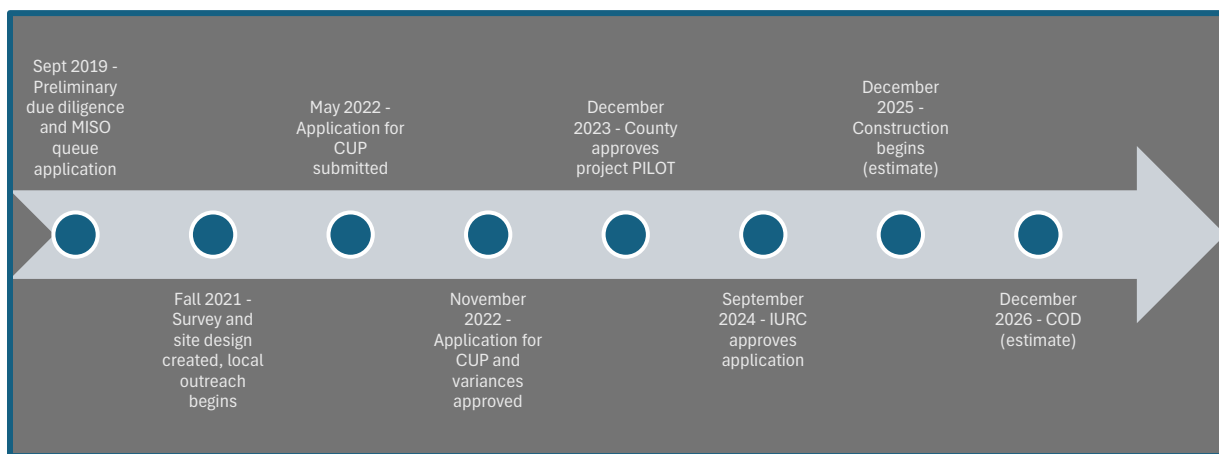 Sept 2019 -
Preliminary
due diligence
and MISO
queue
application
Fall 2021 -
Survey and
site design
created, local
outreach
begins
May 2022 -
Application for
CUP
submitted
November
2022 -
Application for
CUP and
variances
approved
December
2023 - County
approves
project PILOT
September
2024 - IURC
approves
application
December
2025 -
Construction
begins
(estimate)
December
2026 - COD
(estimate)